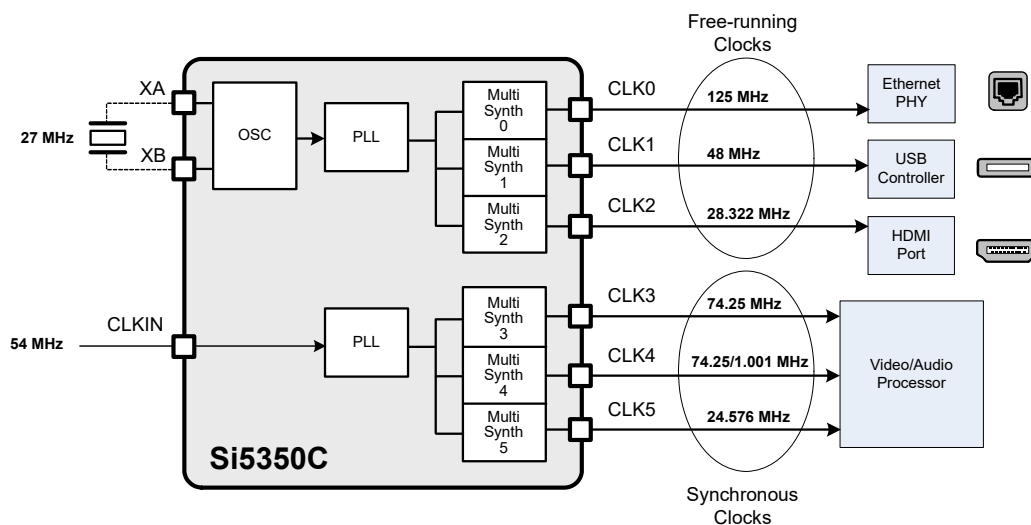 Free-running
Clocks
XA
27 MHz
XB
OSC
PLL
Multi
Synth
0
Multi
Synth
1
Multi
Synth
2
CLK0
125 MHz
Ethernet
PHY
CLK1
48 MHz
USB
Controller
CLK2
28.322 MHz
HDMI
Port
CLKIN
54 MHz
PLL
Multi
Synth
3
Multi
Synth
4
Multi
Synth
5
CLK3
74.25 MHz
CLK4
74.25/1.001 MHz
CLK5
24.576 MHz
Video/Audio
Processor
Si5350C
Synchronous
Clocks